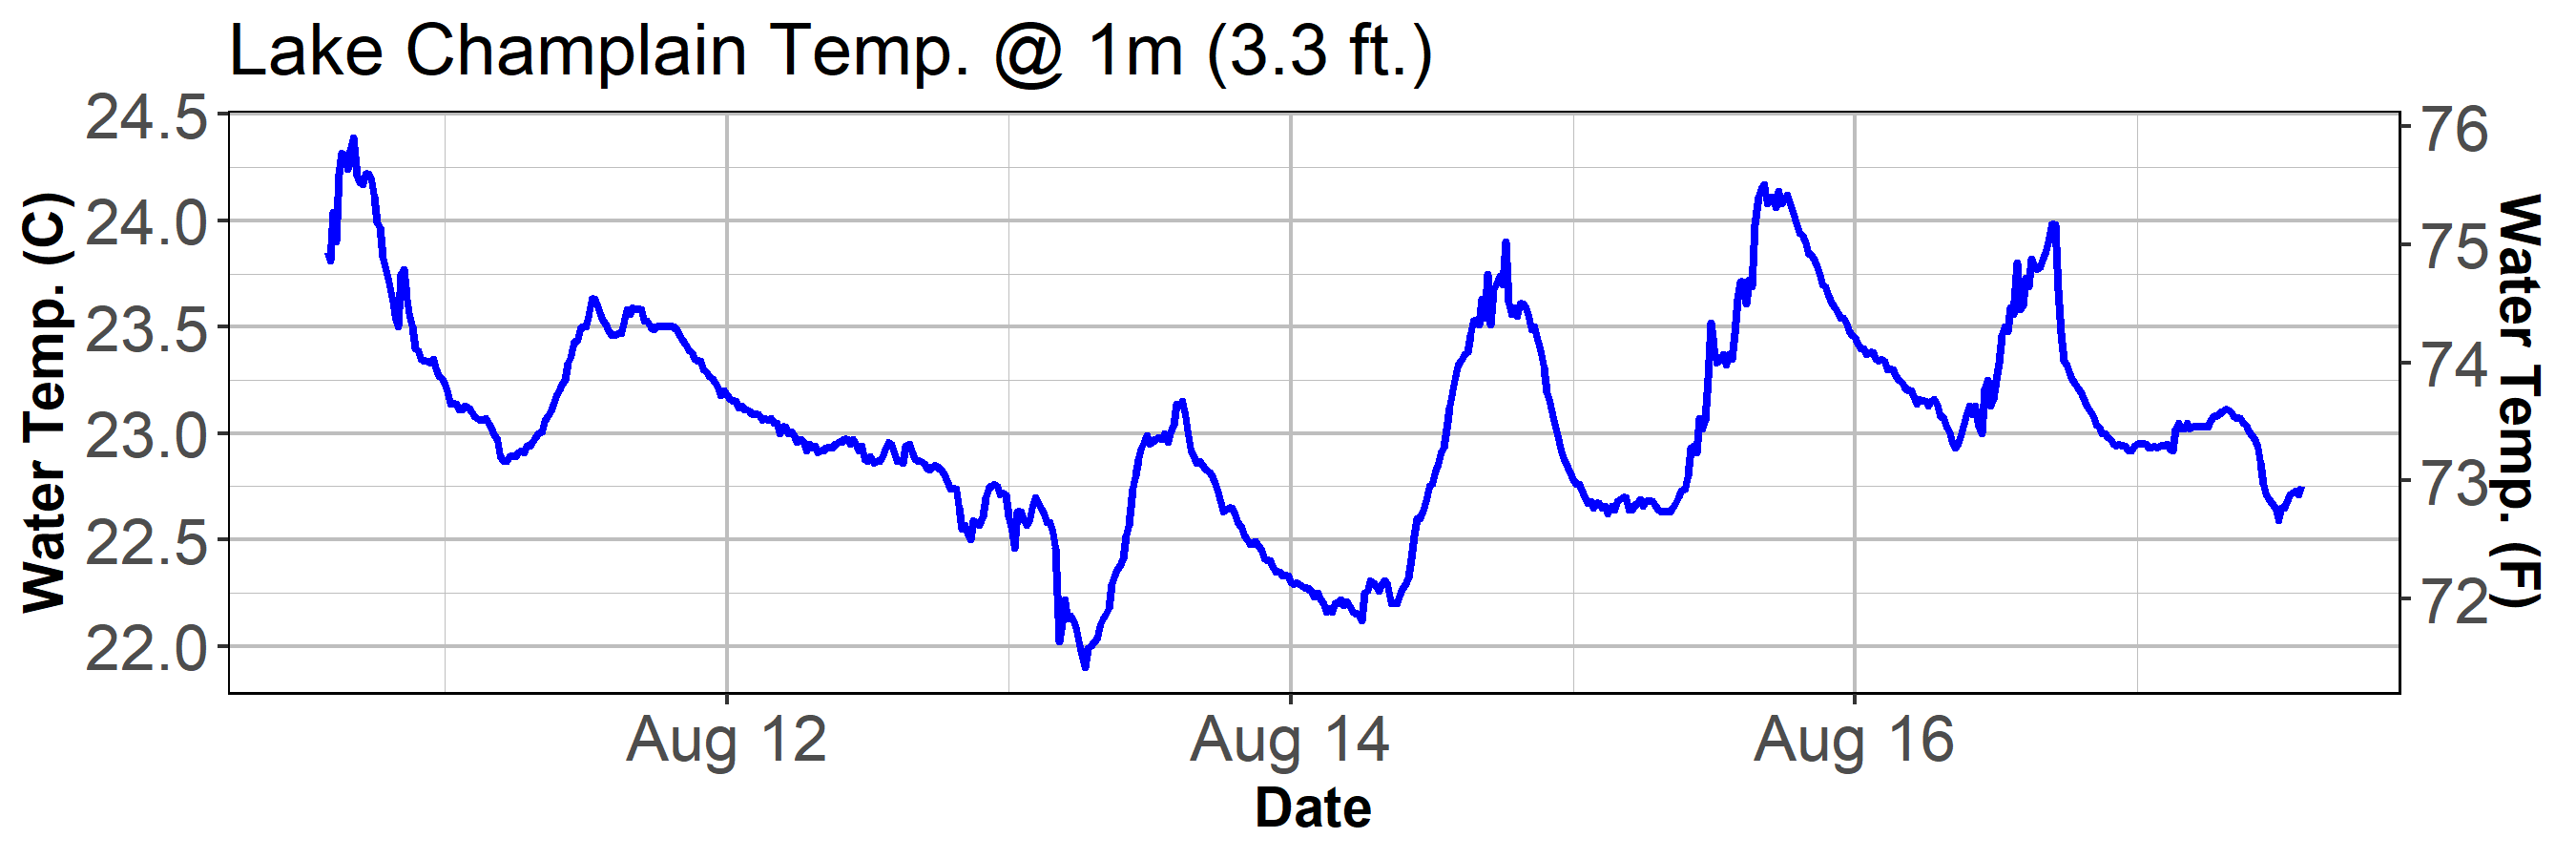 Lake Champlain Temp. @ 1m (3.3 ft.)
Water Temp. (C)
24.5
24.0
23.5
23.0
22.5
22.0
76
75
74
73
72
Water Temp. (F)
Aug 12 Aug 14 Aug 16
Date